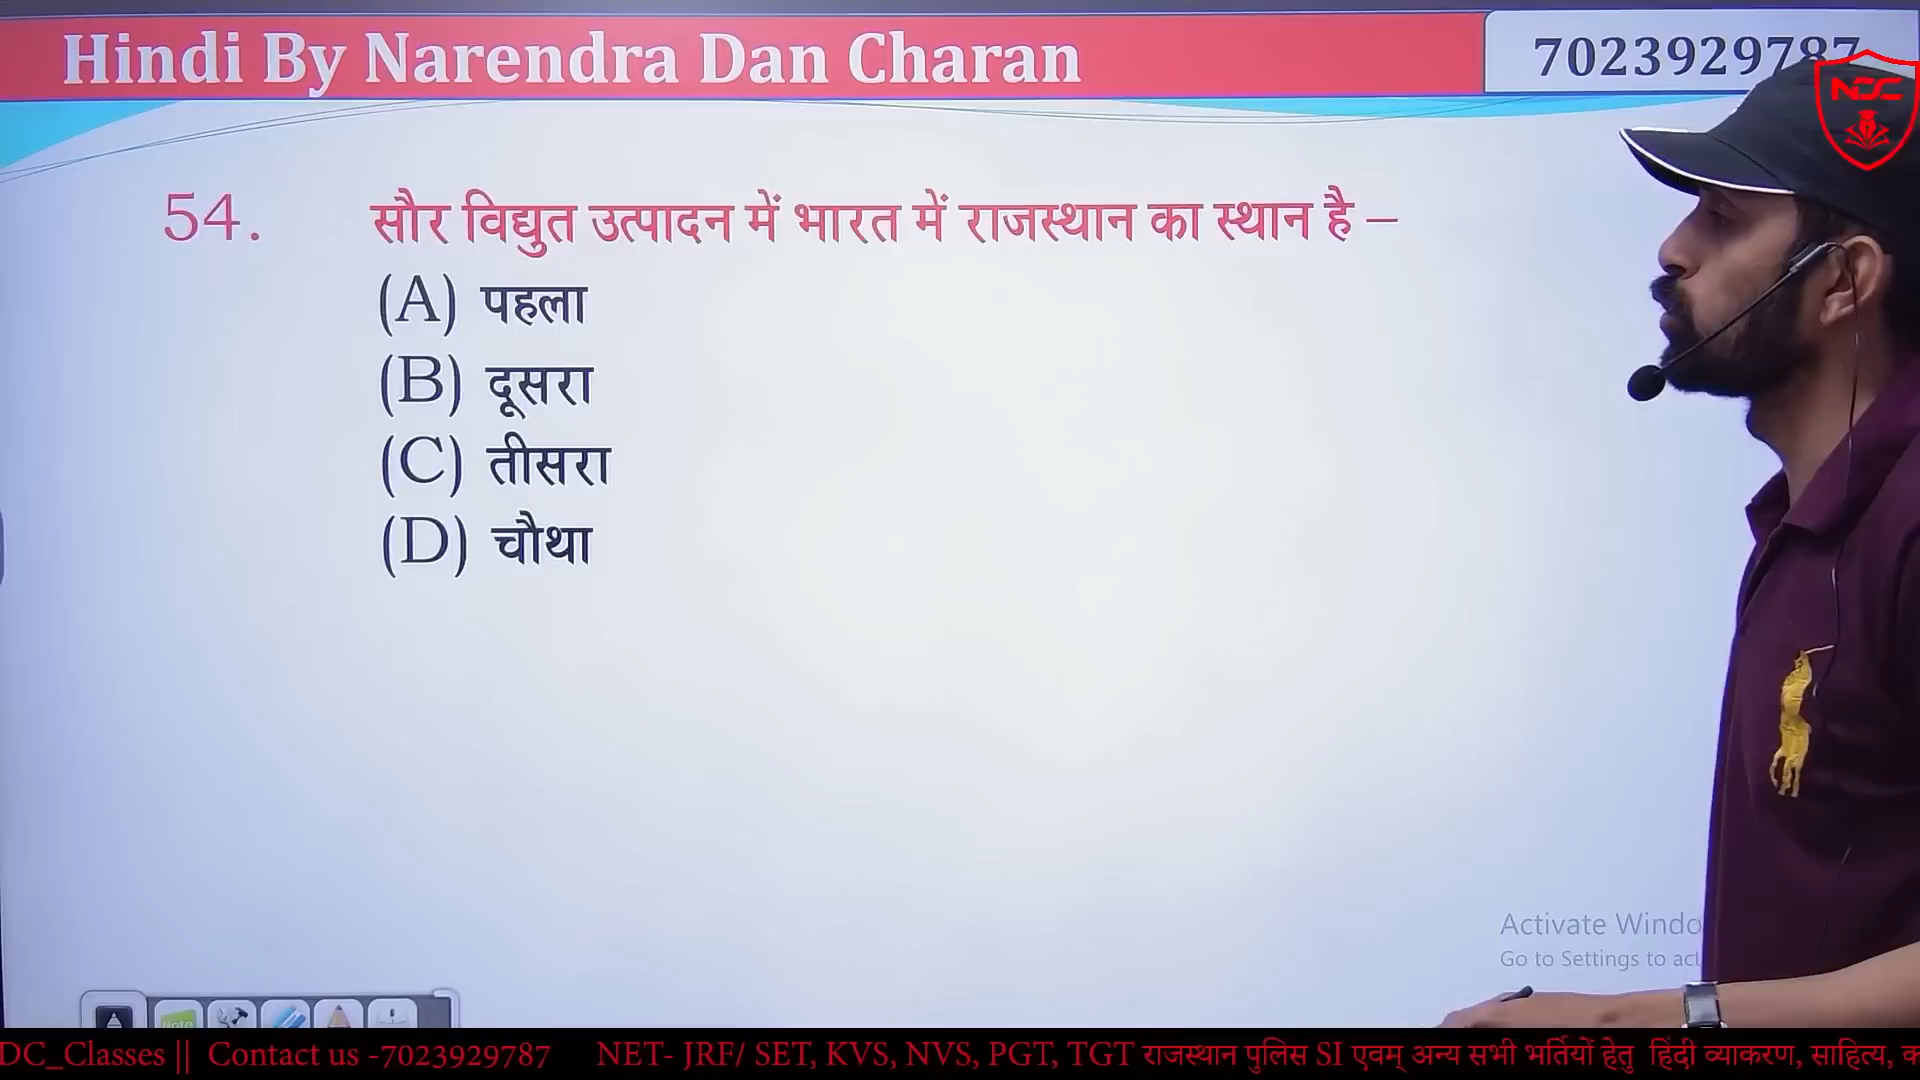 Hindi By Narendra Dan Charan
7023929787
NDC
54. सौर विद्युत उत्पादन में भारत में राजस्थान का स्थान है –
(A) पहला
(B) दूसरा
(C) तीसरा
(D) चौथा
Activate Windo
Go to Settings to act
DC_Classes || Contact us -7023929787 NET- JRF/ SET, KVS, NVS, PGT, TGT राजस्थान पुलिस SI एवम् अन्य सभी भर्तियों हेतु हिंदी व्याकरण, साहित्य,